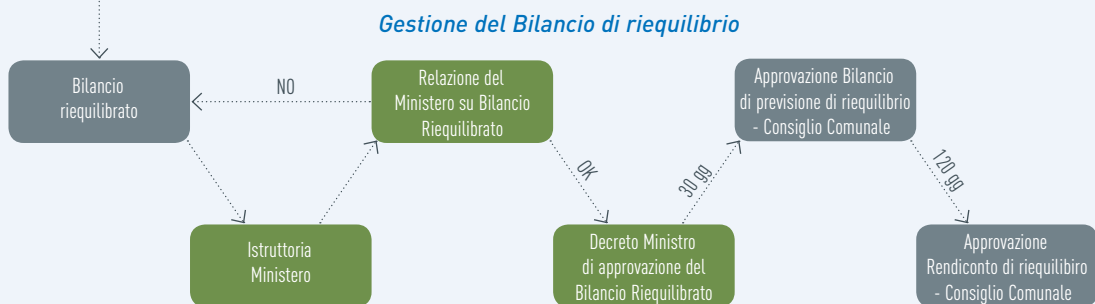 Gestione del Bilancio di riequilibrio
Bilancio
riequilibrato
NO
Relazione del
Ministero su Bilancio
Riequilibrato
Approvazione Bilancio
di previsione di riequilibrio
- Consiglio Comunale
OK
30 gg
120 gg
Istruttoria
Ministero
Decreto Ministro
di approvazione del
Bilancio Riequilibrato
Approvazione
Rendiconto di riequilibiro
- Consiglio Comunale